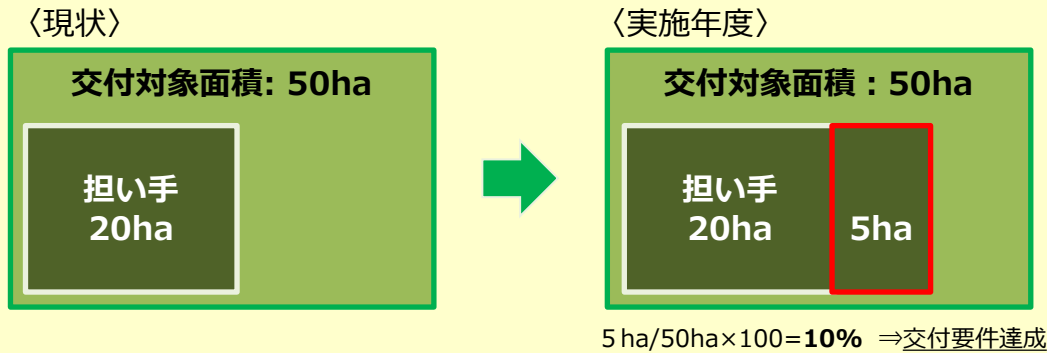 〈現状〉
交付対象面積: 50ha
担い手
20ha
〈実施年度〉
交付対象面積：50ha
担い手
20ha
5ha
5ha/50ha×100=10% ⇒交付要件達成